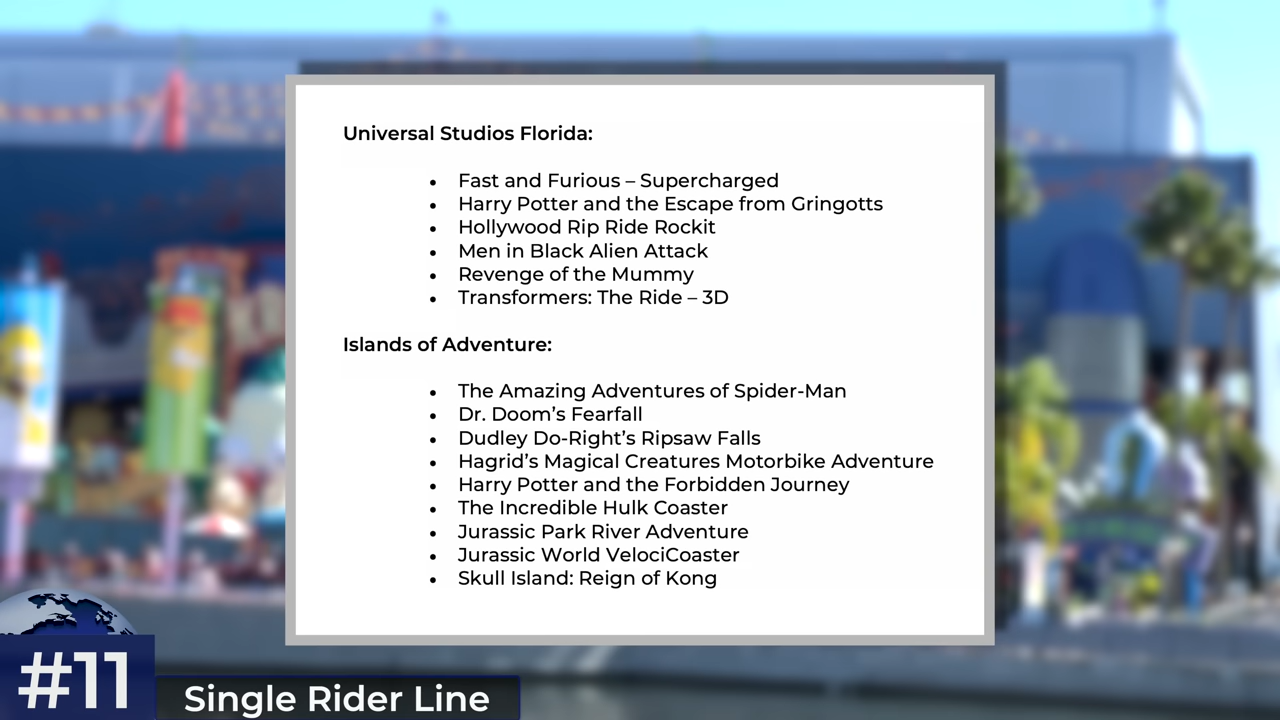 Universal Studios Florida:
• Fast and Furious – Supercharged
• Harry Potter and the Escape from Gringotts
• Hollywood Rip Ride Rockit
• Men in Black Alien Attack
• Revenge of the Mummy
• Transformers: The Ride – 3D
Islands of Adventure:
• The Amazing Adventures of Spider-Man
• Dr. Doom’s Fearfall
• Dudley Do-Right’s Ripsaw Falls
• Hagrid’s Magical Creatures Motorbike Adventure
• Harry Potter and the Forbidden Journey
• The Incredible Hulk Coaster
• Jurassic Park River Adventure
• Jurassic World VelociCoaster
• Skull Island: Reign of Kong
#11
Single Rider Line